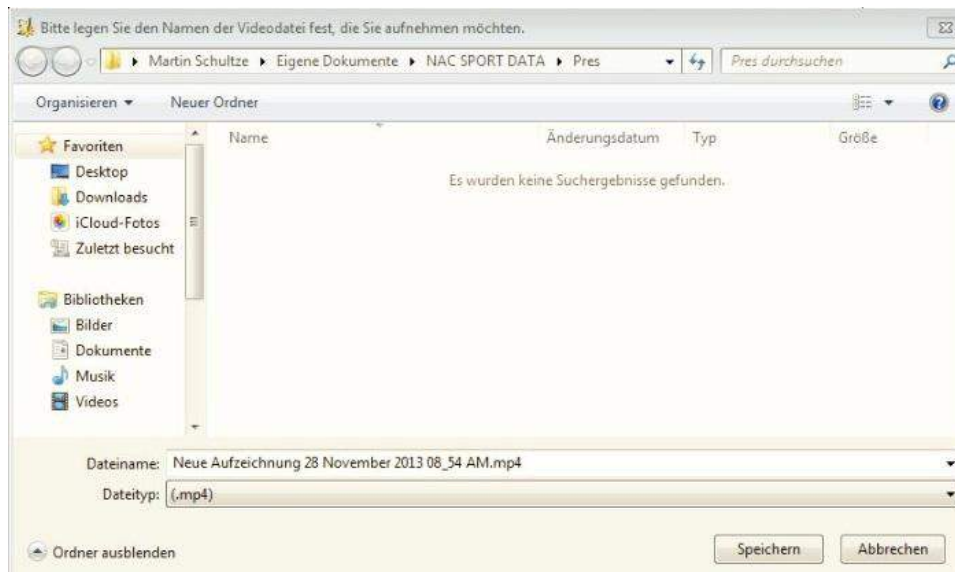 Bitte legen Sie den Namen der Videodatei fest, die Sie aufnehmen möchten.
Martin Schultze ▸ Eigene Dokumente ▸ NAC SPORT DATA ▸ Pres
Pres durchsuchen
Organisieren
Neuer Ordner
Name
Änderungsdatum
Typ
Größe
Es wurden keine Suchergebnisse gefunden.
Favoriten
Desktop
Downloads
iCloud-Fotos
Zuletzt besucht
Bibliotheken
Bilder
Dokumente
Musik
Videos
Dateiname: Neue Aufzeichnung 28 November 2013 08_54 AM.mp4
Dateityp: (.mp4)
Ordner ausblenden
Speichern
Abbrechen